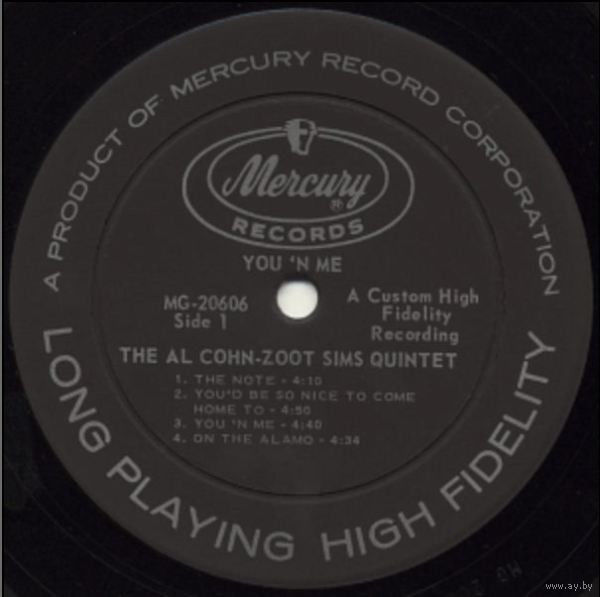 A PRODUCT OF MERCURY RECORD CORPORATION
Mercury ®
RECORDS
YOU 'N ME
MG-20606
Side 1
A Custom High
Fidelity
Recording
THE AL COHN-ZOOT SIMS QUINTET
1. THE NOTE - 4:10
2. YOU'D BE SO NICE TO COME
HOME TO - 4:50
3. YOU 'N ME - 4:40
4. ON THE ALAMO - 4:34
LONG PLAYING HIGH FIDELITY
www.ay.by